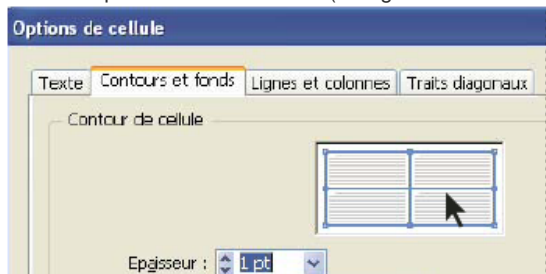 Options de cellule
Texte Contours et fonds Lignes et colonnes Traits diagonaux
Contour de cellule
Epaisseur : 1 pt